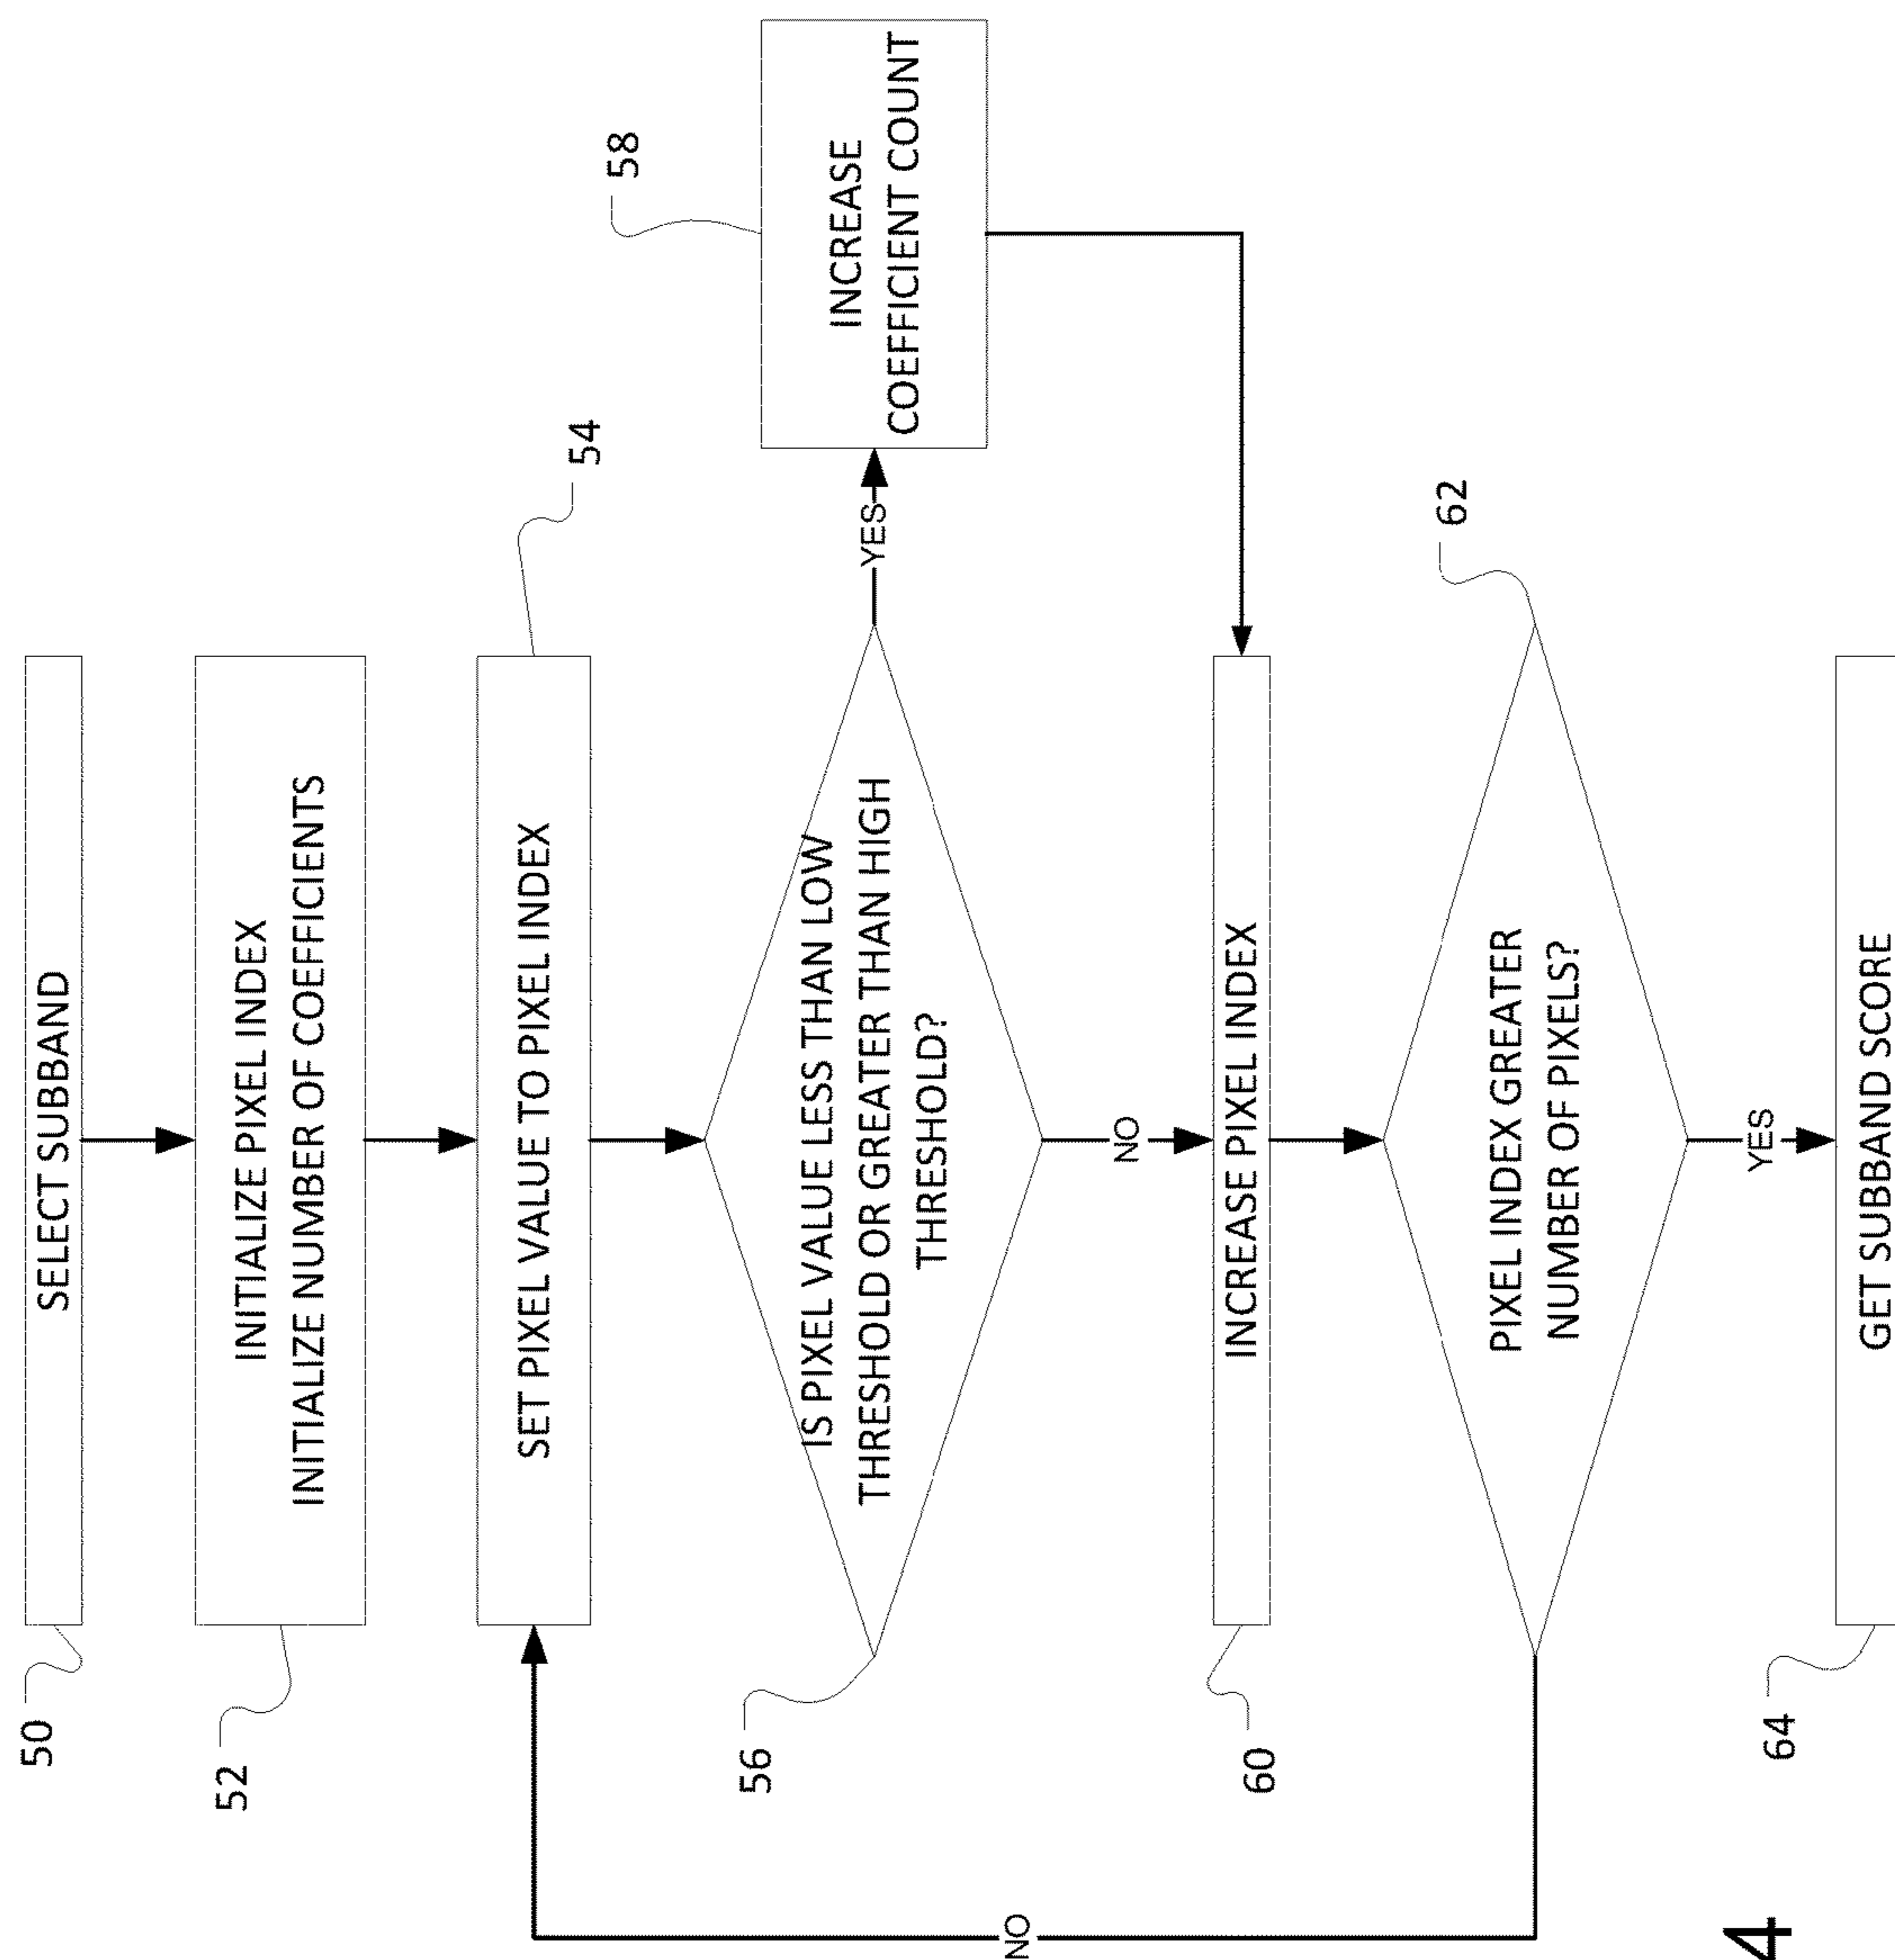 50
SELECT SUBBAND
52
INITIALIZE PIXEL INDEX
INITIALIZE NUMBER OF COEFFICIENTS
54
SET PIXEL VALUE TO PIXEL INDEX
56
IS PIXEL VALUE LESS THAN LOW
THRESHOLD OR GREATER THAN HIGH
THRESHOLD?
YES
58
INCREASE
COEFFICIENT COUNT
NO
60
INCREASE PIXEL INDEX
62
PIXEL INDEX GREATER
NUMBER OF PIXELS?
NO
YES
64
GET SUBBAND SCORE
4